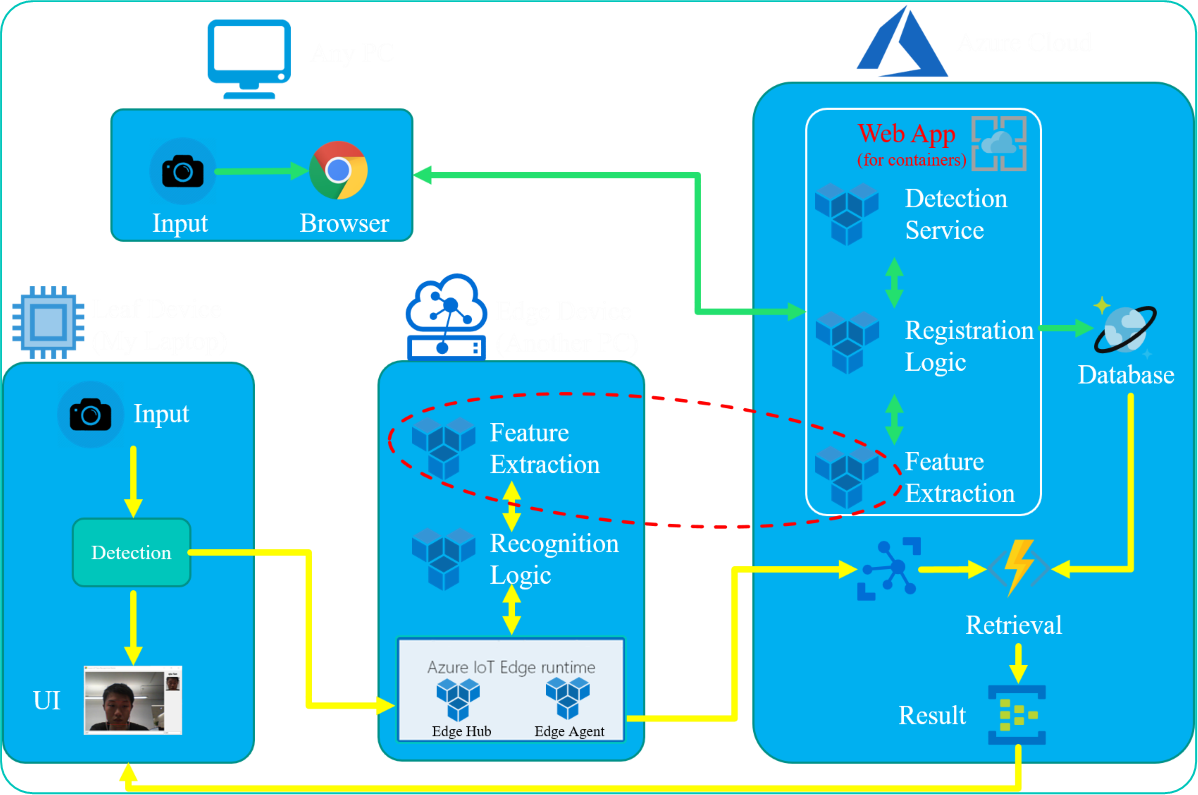 Web App
(for containers)
Input
Browser
Detection
Service
Registration
Logic
Database
Feature
Extraction
Input
Feature
Extraction
Detection
Recognition
Logic
Retrieval
Azure IoT Edge runtime
UI
Edge Hub
Edge Agent
Result